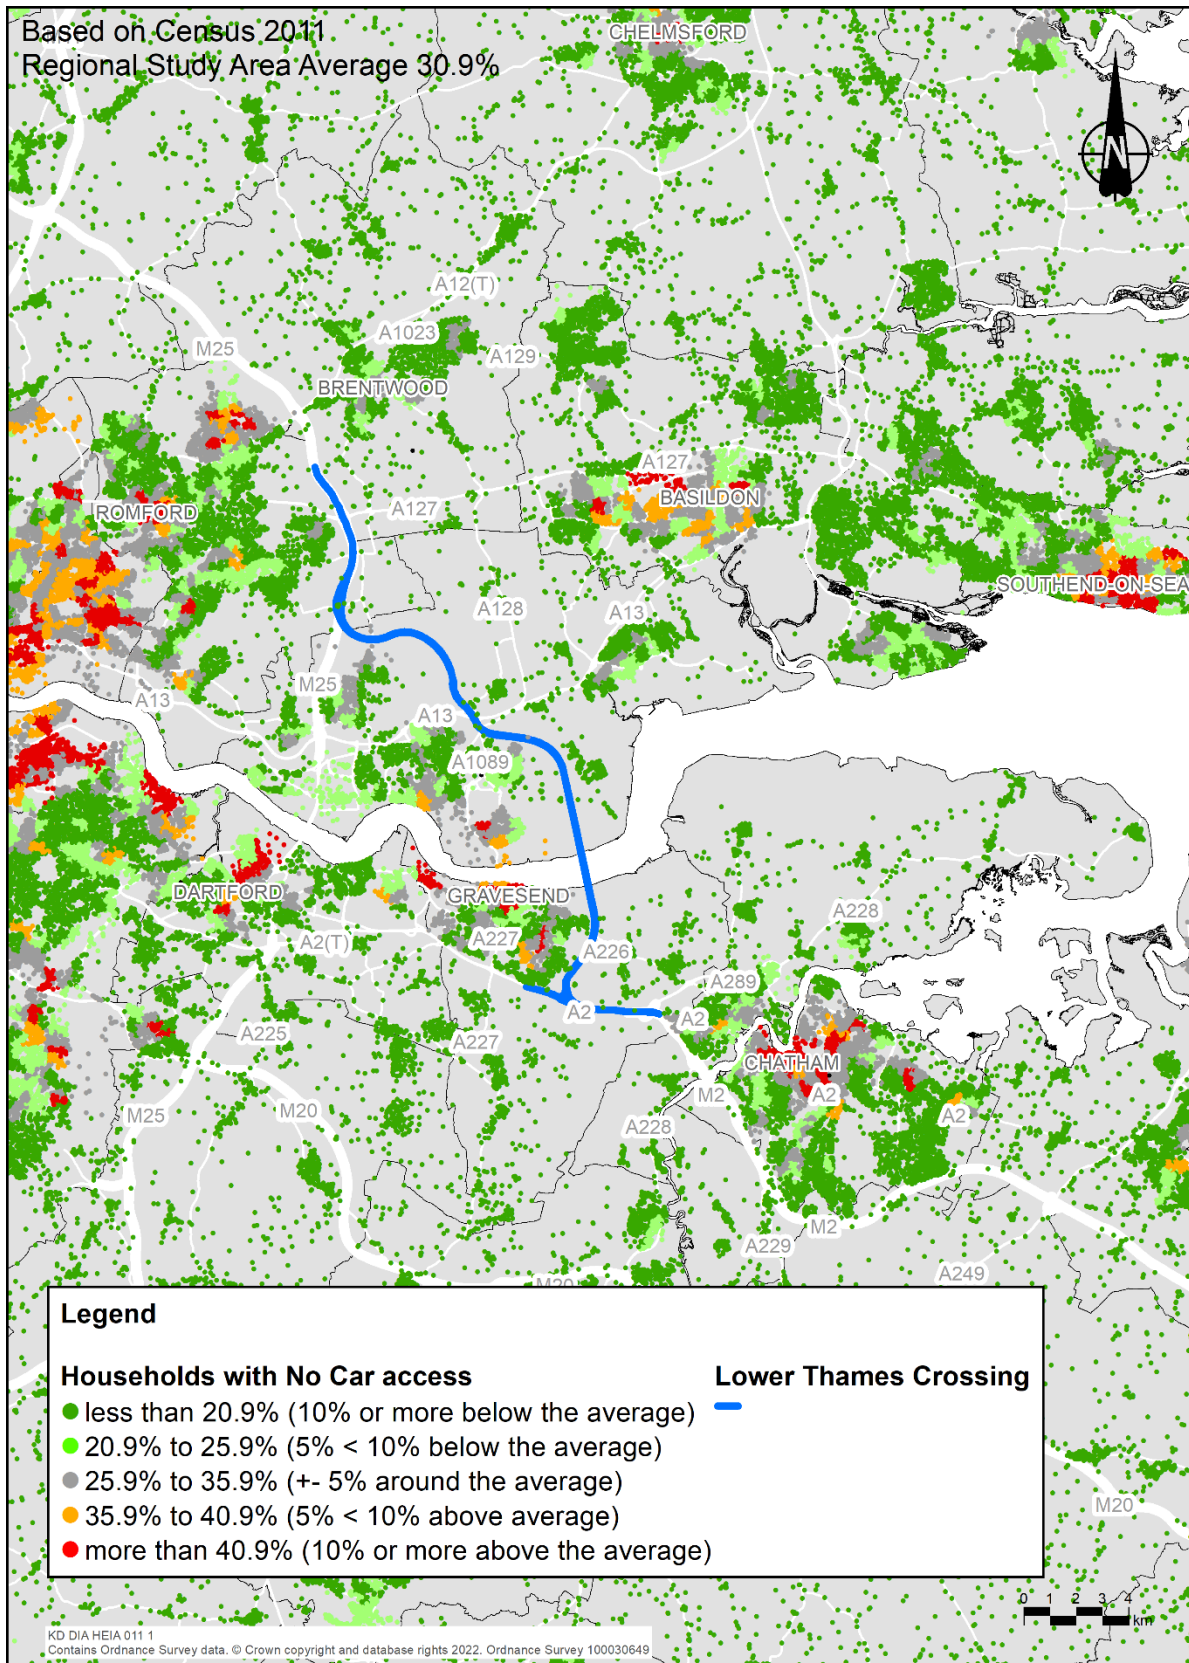 Based on Census 2011
Regional Study Area Average 30.9%
CHELMSFORD
N
A12(T)
A1023
M25
A129
BRENTWOOD
A127
BASILDON
ROMFORD
A127
SOUTHEND-ON-SEA
A128
A13
M25
A13
A13
A1089
DARTFORD
GRAVESEND
A228
A227
A2(T)
A226
A289
A2
A2
A225
A227
CHATHAM
M2
A2
A2
M25
M20
A228
M2
A229
A249
M20
Legend
Households with No Car access
Lower Thames Crossing
less than 20.9% (10% or more below the average)
20.9% to 25.9% (5% < 10% below the average)
25.9% to 35.9% (+- 5% around the average)
35.9% to 40.9% (5% < 10% above average)
more than 40.9% (10% or more above the average)
M20
0 1 2 3 4
km
KD DIA HEIA 011 1
Contains Ordnance Survey data. © Crown copyright and database rights 2022. Ordnance Survey 100030649